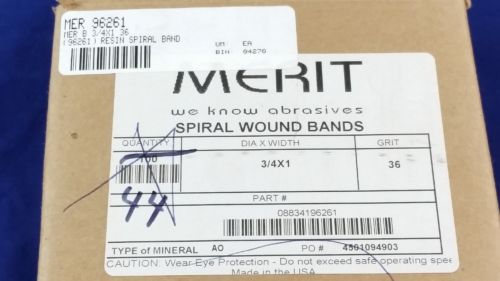 MER 96261
MER B 3/4X1 36
(96261) RESIN SPIRAL BAND
UM EA
BIN 04270
MERIT
we know abrasives
SPIRAL WOUND BANDS
QUANTITY DIA X WIDTH GRIT
100 3/4X1 36
44
PART #
08834196261
TYPE of MINERAL AO PO # 4501094903
CAUTION: Wear Eye Protection - Do not exceed safe operating spee
Made in the USA